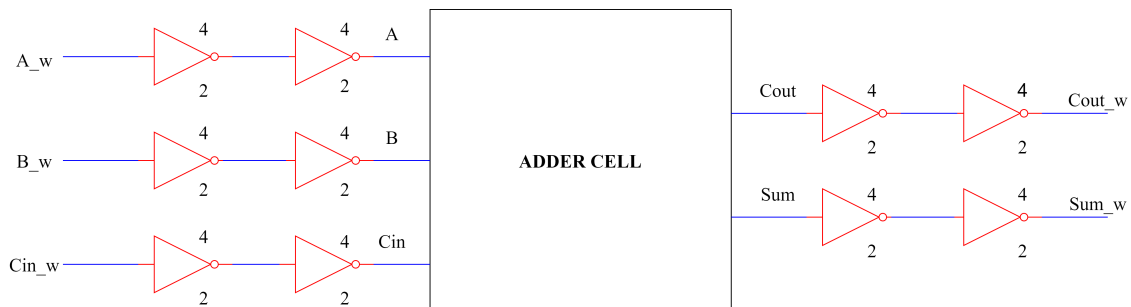 4 4 A
A_w
2 2
4 4
Cout
Cout_w
2 2
4 4 B
B_w
ADDER CELL
2 2
4 4
Sum
Sum_w
2 2
4 4 Cin
Cin_w
2 2